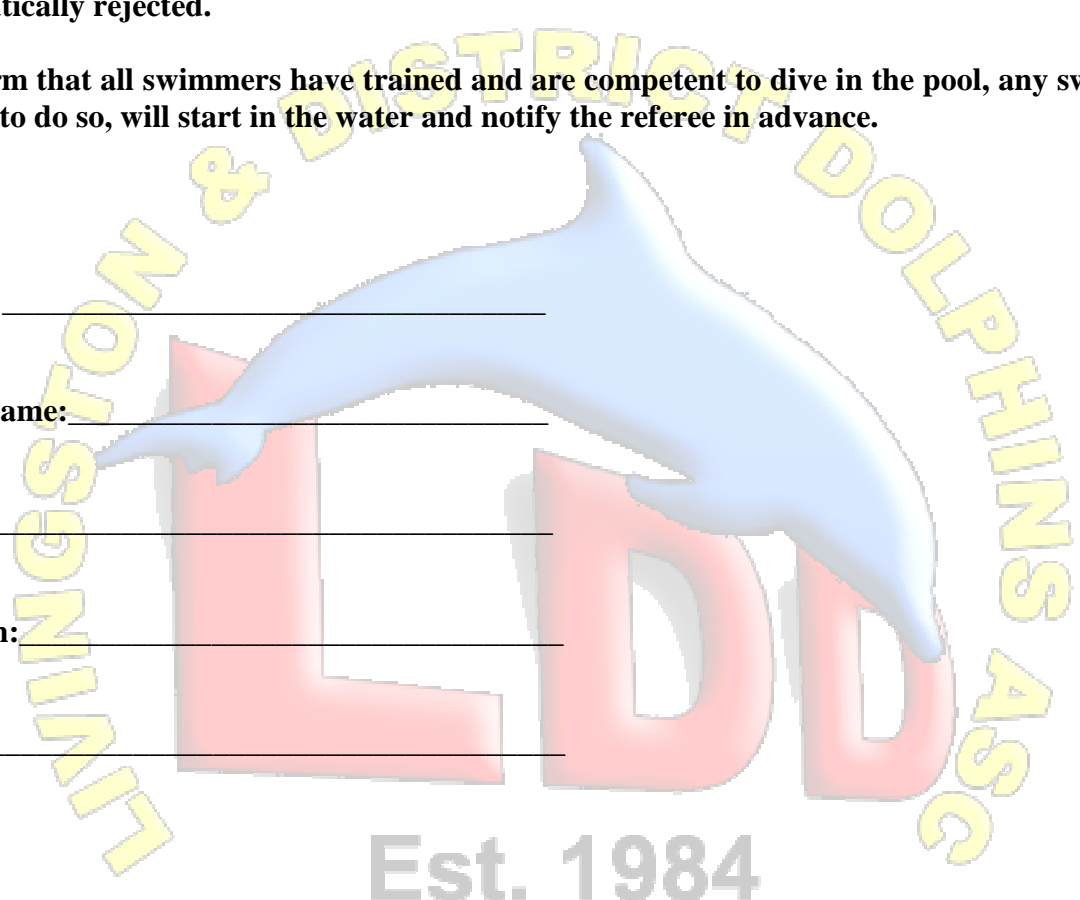 tically rejected.
rm that all swimmers have trained and are competent to dive in the pool, any sw
to do so, will start in the water and notify the referee in advance.
LIVINGSTON & DISTRICT DOLPHINS ASC
ame:
n:
LDD
Est. 1984